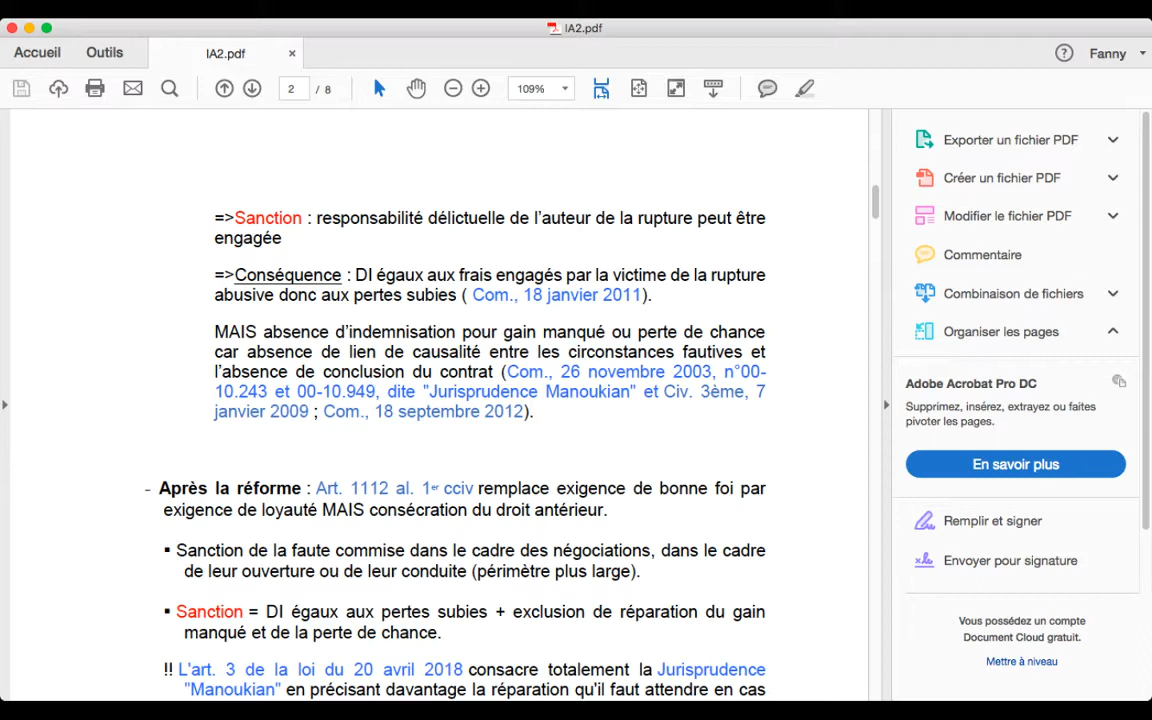 IA2.pdf
Accueil Outils IA2.pdf × ? Fanny
2 / 8 109%
=>Sanction : responsabilité délictuelle de l'auteur de la rupture peut être
engagée
=>Conséquence : DI égaux aux frais engagés par la victime de la rupture
abusive donc aux pertes subies ( Com., 18 janvier 2011).
MAIS absence d'indemnisation pour gain manqué ou perte de chance
car absence de lien de causalité entre les circonstances fautives et
l'absence de conclusion du contrat (Com., 26 novembre 2003, n°00-
10.243 et 00-10.949, dite "Jurisprudence Manoukian" et Civ. 3ème, 7
janvier 2009 ; Com., 18 septembre 2012).
- Après la réforme : Art. 1112 al. 1er cciv remplace exigence de bonne foi par
exigence de loyauté MAIS consécration du droit antérieur.
▪ Sanction de la faute commise dans le cadre des négociations, dans le cadre
de leur ouverture ou de leur conduite (périmètre plus large).
▪ Sanction = DI égaux aux pertes subies + exclusion de réparation du gain
manqué et de la perte de chance.
!! L'art. 3 de la loi du 20 avril 2018 consacre totalement la Jurisprudence
"Manoukian" en précisant davantage la réparation qu'il faut attendre en cas
Exporter un fichier PDF
Créer un fichier PDF
Modifier le fichier PDF
Commentaire
Combinaison de fichiers
Organiser les pages
Adobe Acrobat Pro DC
Supprimez, insérez, extrayez ou faites
pivoter les pages.
En savoir plus
Remplir et signer
Envoyer pour signature
Vous possédez un compte
Document Cloud gratuit.
Mettre à niveau